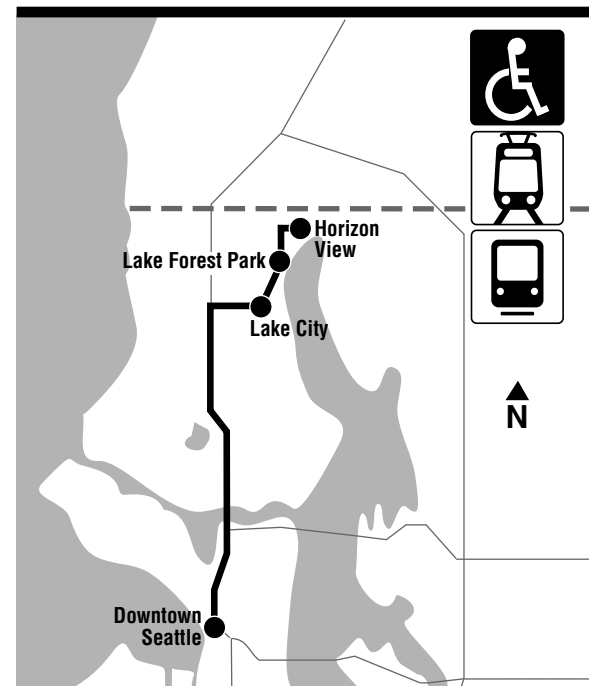 Horizon
View
Lake Forest Park
Lake City
N
Downtown
Seattle